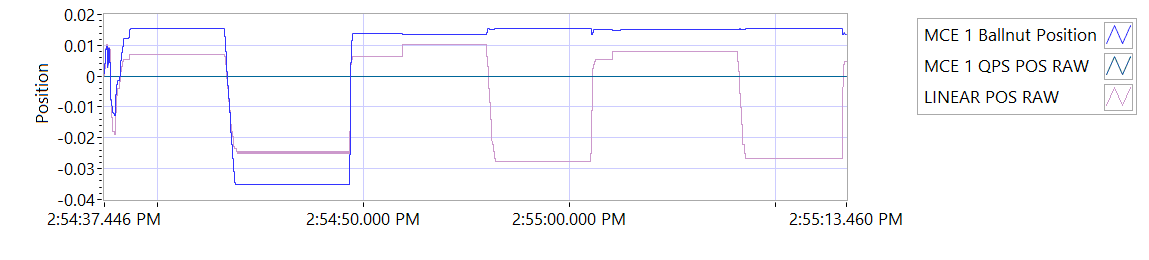 0.02
0.01
0
-0.01
-0.02
-0.03
-0.04
Position
2:54:37.446 PM
2:54:50.000 PM
2:55:00.000 PM
2:55:13.460 PM
MCE 1 Ballnut Position
MCE 1 QPS POS RAW
LINEAR POS RAW